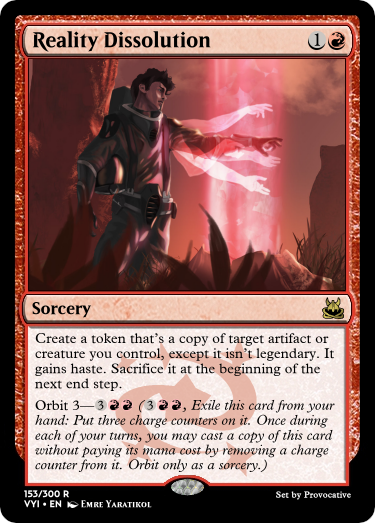 Reality Dissolution 1R
Sorcery
Create a token that's a copy of target artifact or
creature you control, except it isn't legendary. It
gains haste. Sacrifice it at the beginning of the
next end step.
Orbit 3—3 (3, Exile this card from your
hand: Put three charge counters on it. Once during
each of your turns, you may cast a copy of this card
without paying its mana cost by removing a charge
counter from it. Orbit only as a sorcery.)
153/300 R
VYI • EN Emre Yaratikol
Set by Provocative